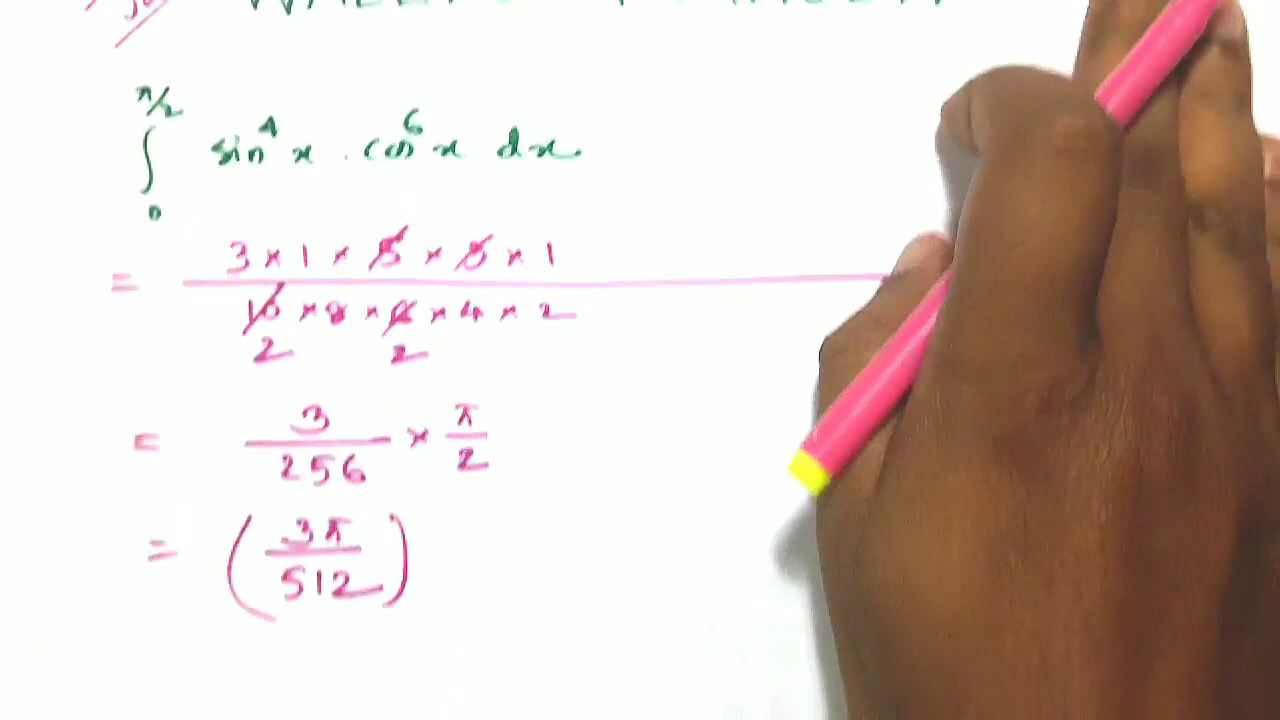 π/2
∫ sin⁴x . cos⁶x dx.
0
= 3 × 1 × 5 × 3 × 1
10 × 8 × 6 × 4 × 2
2 2
= 3/256 × π/2
= (3π/512)